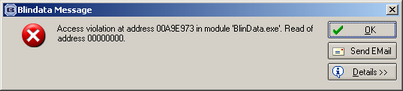 Blindata Message
Access violation at address 00A9E973 in module 'BlinData.exe'. Read of
address 00000000.
OK
Send EMail
Details >>